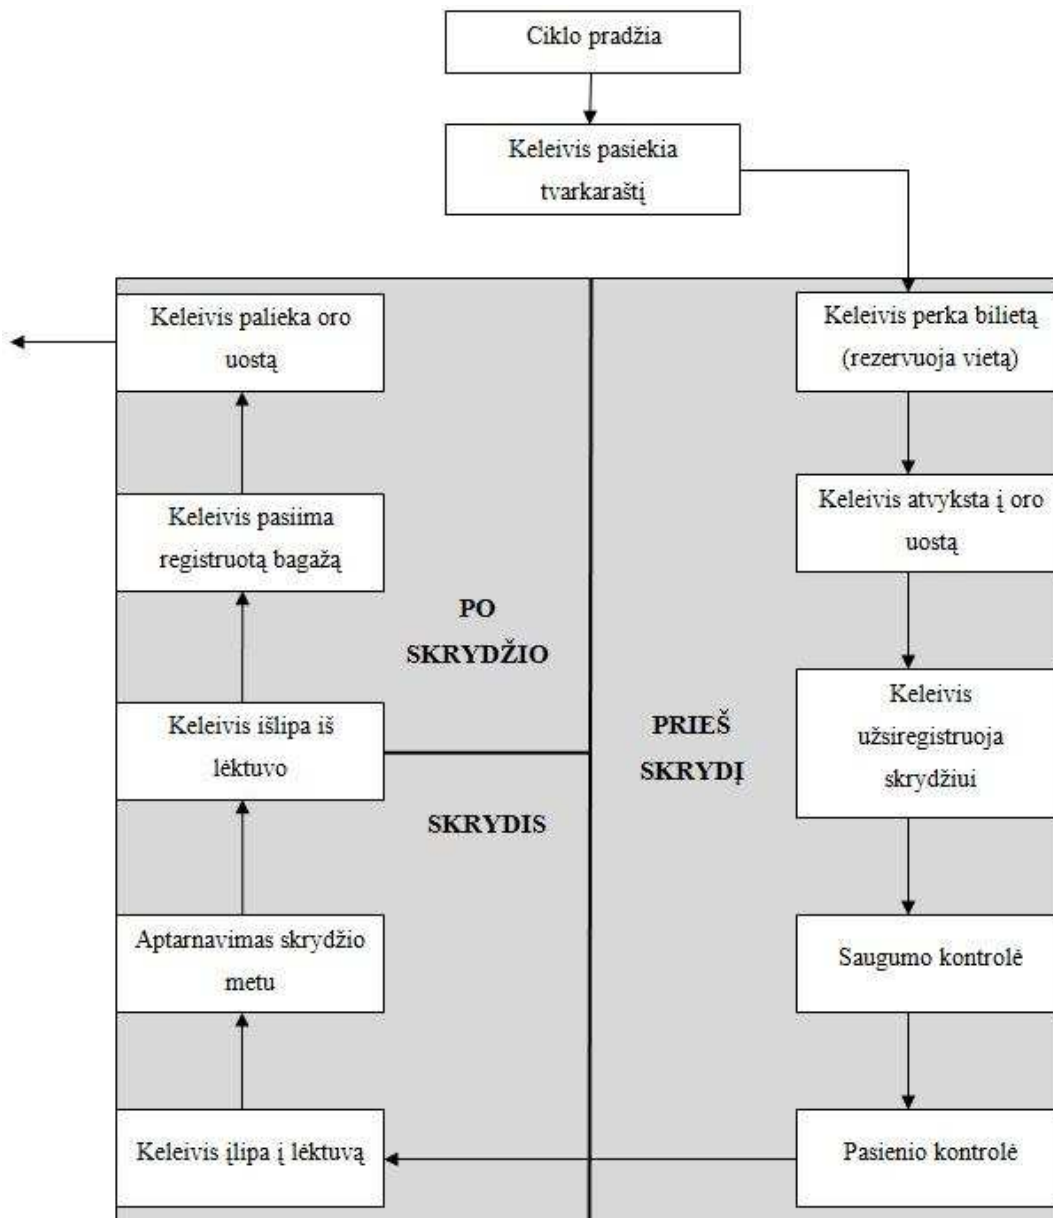 Ciklo pradžia
Keleivis pasiekia
tvarkaraštį
Keleivis perka bilietą
(rezervuoja vietą)
Keleivis atvyksta į oro
uostą
Keleivis
užsiregistruoja
skrydžiui
Saugumo kontrolė
Pasienio kontrolė
PRIEŠ
SKRYDĮ
Keleivis įlipa į lėktuvą
Aptarnavimas skrydžio
metu
SKRYDIS
Keleivis išlipa iš
lėktuvo
Keleivis pasiima
registruotą bagažą
Keleivis palieka oro
uostą
PO
SKRYDŽIO